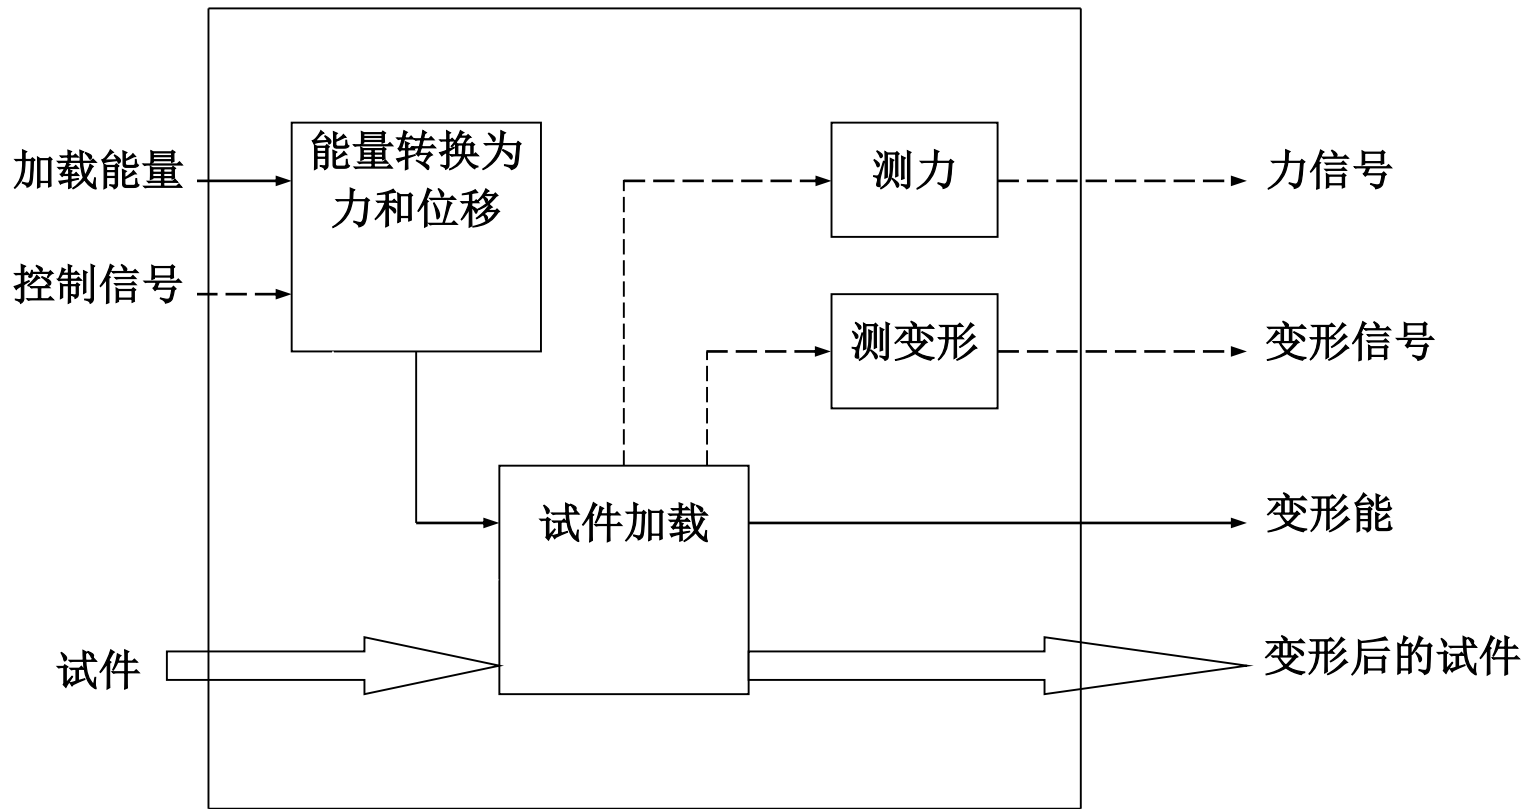 加载能量
控制信号
试件
能量转换为
力和位移
测力
测变形
试件加载
力信号
变形信号
变形能
变形后的试件